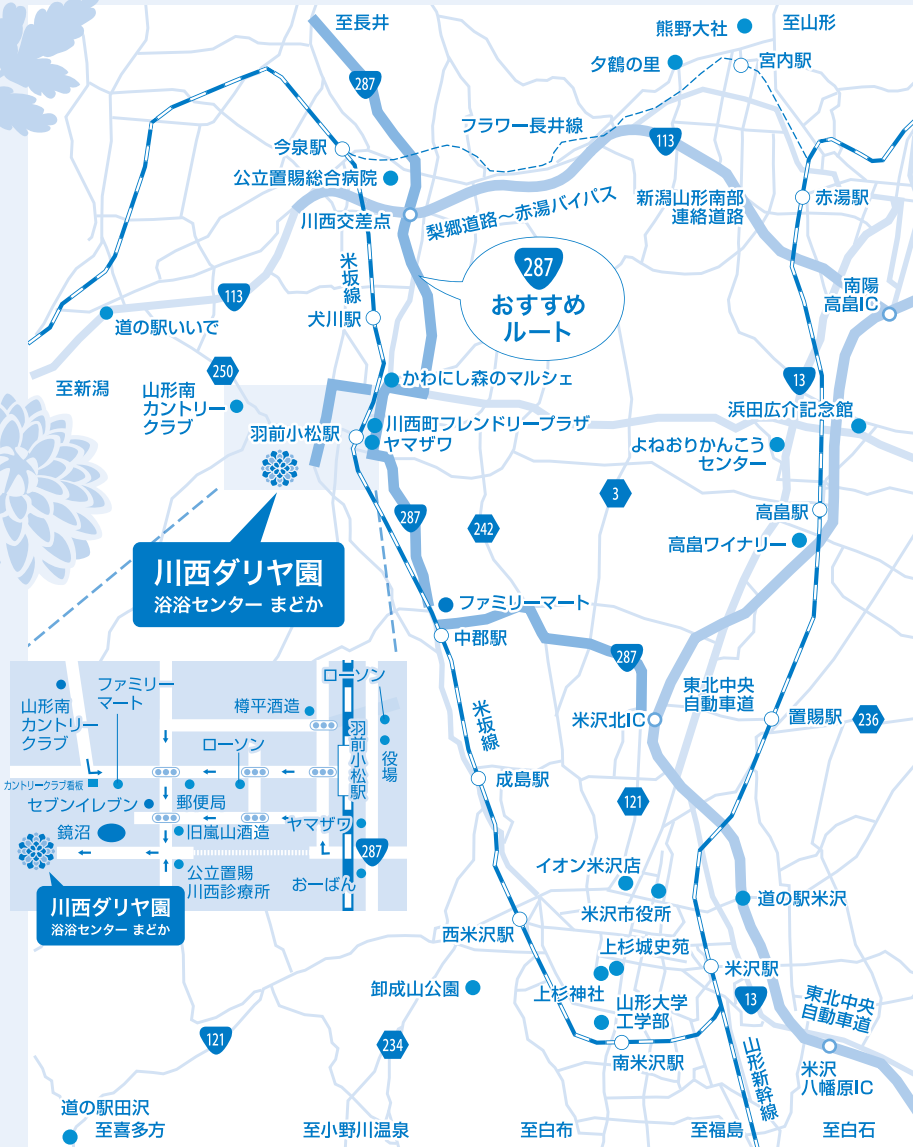 至長井
熊野大社
至山形
夕鶴の里
宮内駅
287
フラワー長井線
113
今泉駅
公立置賜総合病院
川西交差点
梨郷道路～赤湯バイパス
新潟山形南部
連絡道路
赤湯駅
287
おすすめ
ルート
米坂線
南陽
高畠IC
113
犬川駅
道の駅いいで
至新潟
250
山形南
カントリー
クラブ
かわにし森のマルシェ
13
浜田広介記念館
羽前小松駅
川西町フレンドリープラザ
ヤマザワ
よねおりかんこう
センター
3
287
242
高畠駅
高畠ワイナリー
川西ダリヤ園
浴浴センター まどか
ファミリーマート
中郡駅
287
東北中央
自動車道
米沢北IC
置賜駅
236
米坂線
成島駅
121
イオン米沢店
米沢市役所
道の駅米沢
西米沢駅
上杉城史苑
上杉神社
米沢駅
卸成山公園
山形大学
工学部
13
東北中央
自動車道
121
234
南米沢駅
山形新幹線
米沢
八幡原IC
道の駅田沢
至喜多方
至小野川温泉
至白布
至福島
至白石
ローソン
ファミリー
マート
山形南
カントリー
クラブ
樽平酒造
羽前小松駅
役場
ローソン
カントリークラブ看板
セブンイレブン
郵便局
鏡沼
旧嵐山酒造
ヤマザワ
287
公立置賜
川西診療所
おーばん
川西ダリヤ園
浴浴センター まどか